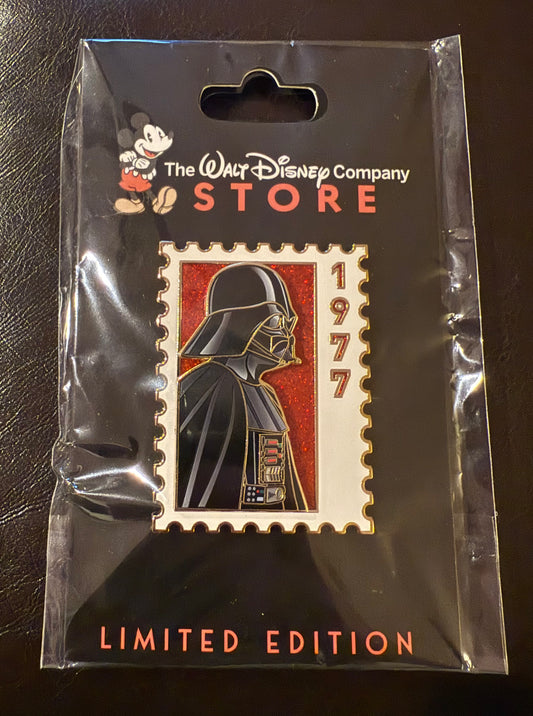 The WALT DISNEY Company
STORE
1977
LIMITED EDITION